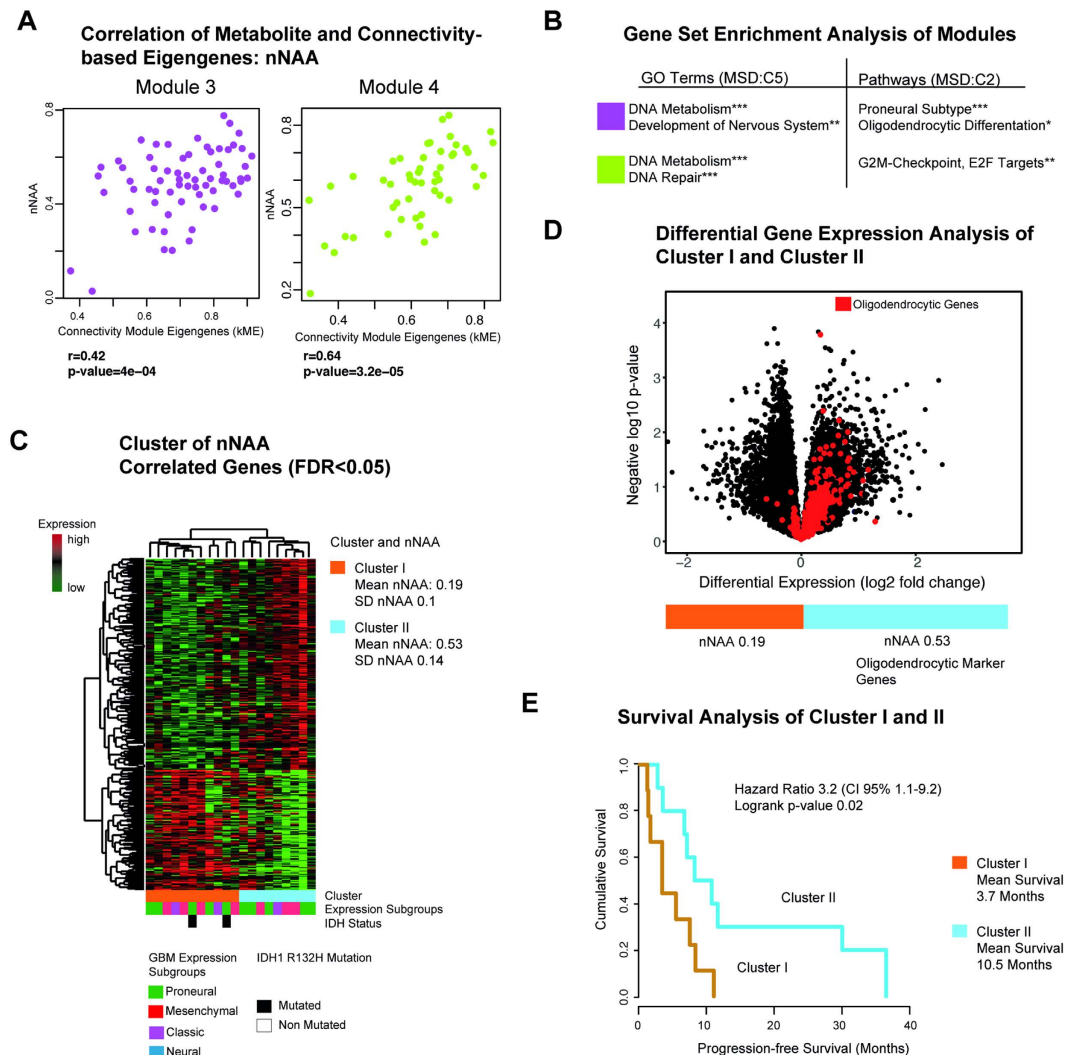 A
Correlation of Metabolite and Connectivity-
based Eigengenes: nNAA
Module 3
Module 4
nNAA
0.0
0.4
0.8
0.4
0.6
0.8
Connectivity Module Eigengenes (kME)
r=0.42
p-value=4e−04
nNAA
0.2
0.5
0.8
0.4
0.6
0.8
Connectivity Module Eigengenes (kME)
r=0.64
p-value=3.2e−05
B
Gene Set Enrichment Analysis of Modules
GO Terms (MSD:C5)
Pathways (MSD:C2)
DNA Metabolism***
Development of Nervous System**
Proneural Subtype***
Oligodendrocytic Differentation*
DNA Metabolism***
DNA Repair***
G2M-Checkpoint, E2F Targets**
C
Cluster of nNAA
Correlated Genes (FDR<0.05)
Expression
high
low
Cluster and nNAA
Cluster I
Mean nNAA: 0.19
SD nNAA 0.1
Cluster II
Mean nNAA: 0.53
SD nNAA 0.14
Cluster
Expression Subgroups
IDH Status
GBM Expression
Subgroups
Proneural
Mesenchymal
Classic
Neural
IDH1 R132H Mutation
Mutated
Non Mutated
D
Differential Gene Expression Analysis of
Cluster I and Cluster II
Oligodendrocytic Genes
Negative log10 p-value
4
3
2
1
0
−2
0
2
Differential Expression (log2 fold change)
nNAA 0.19
nNAA 0.53
Oligodendrocytic Marker
Genes
E
Survival Analysis of Cluster I and II
Cumulative Survival
1.0
0.8
0.6
0.4
0.2
0.0
Hazard Ratio 3.2 (CI 95% 1.1-9.2)
Logrank p-value 0.02
Cluster II
Cluster I
0
10
20
30
40
Progression-free Survival (Months)
Cluster I
Mean Survival
3.7 Months
Cluster II
Mean Survival
10.5 Months